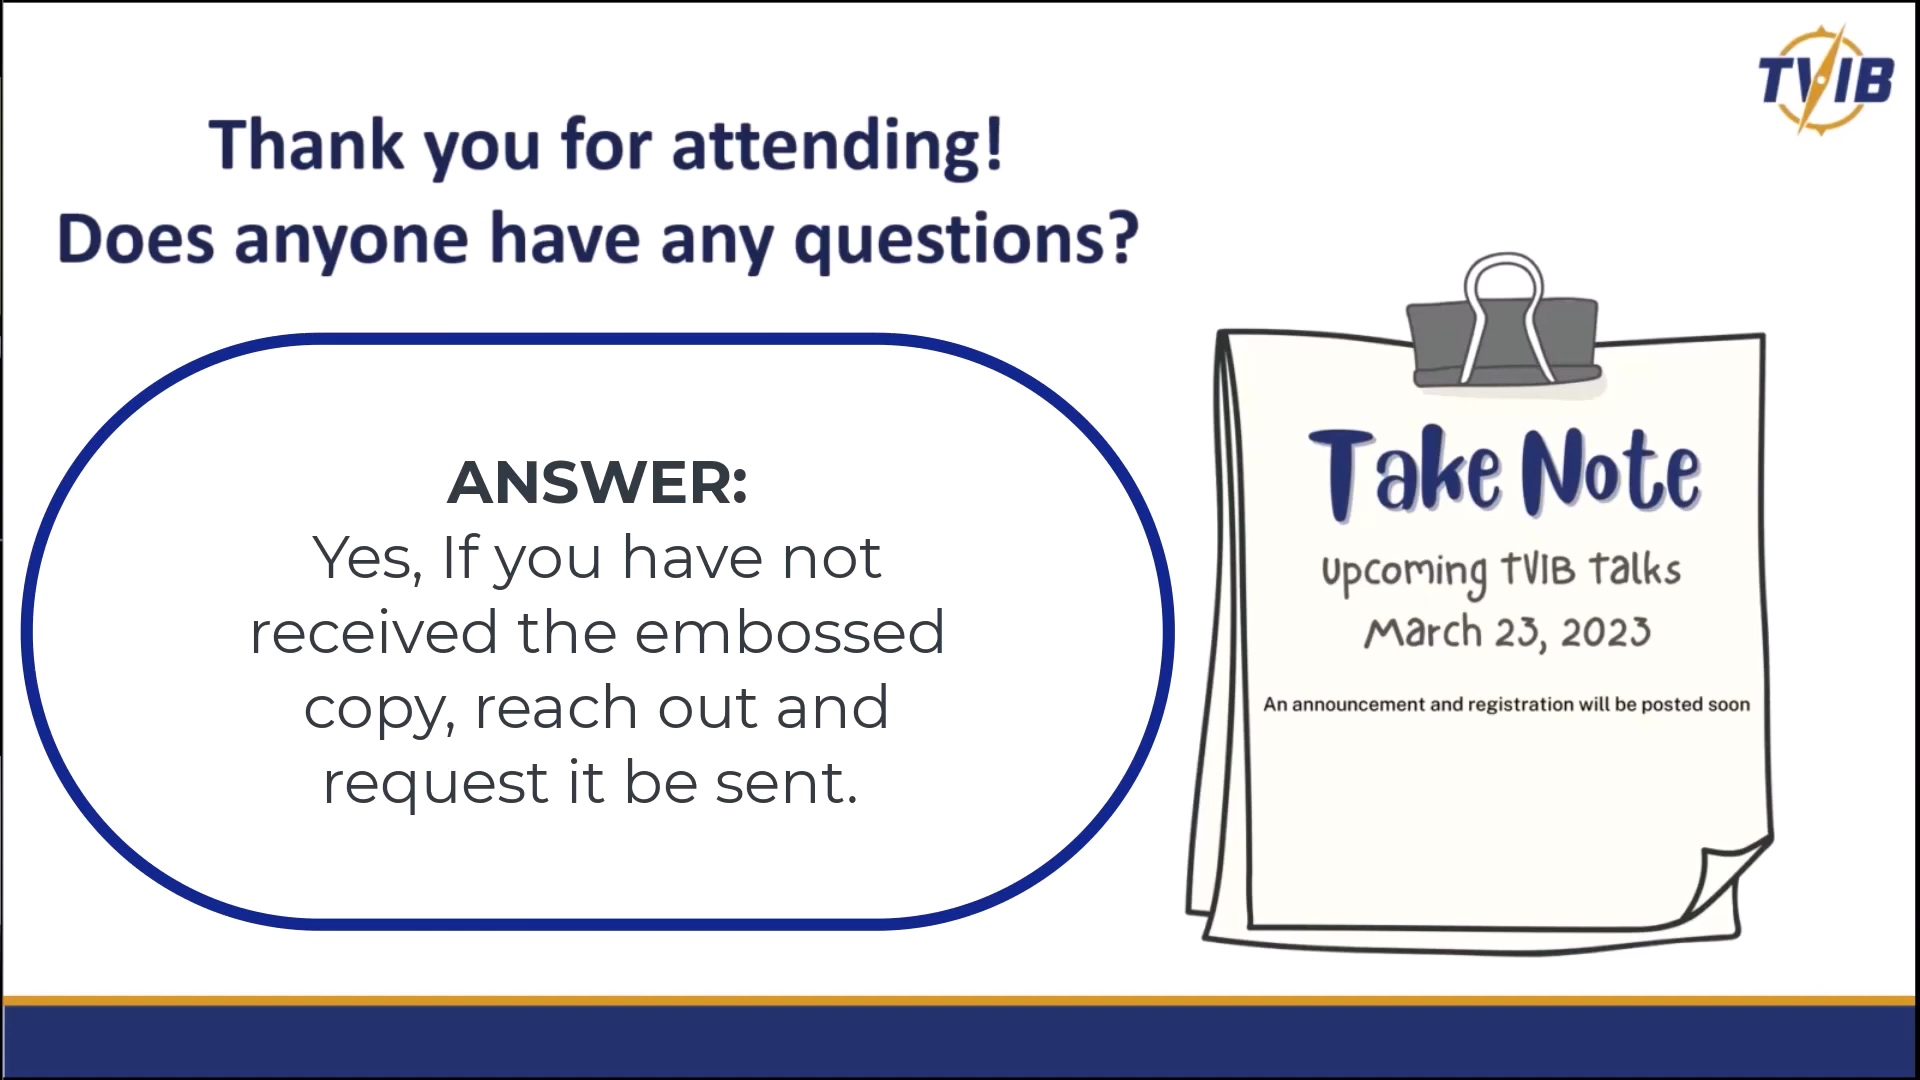 TVIB
Thank you for attending!
Does anyone have any questions?
ANSWER:
Yes, If you have not
received the embossed
copy, reach out and
request it be sent.
Take Note
Upcoming TVIB Talks
March 23, 2023
An announcement and registration will be posted soon